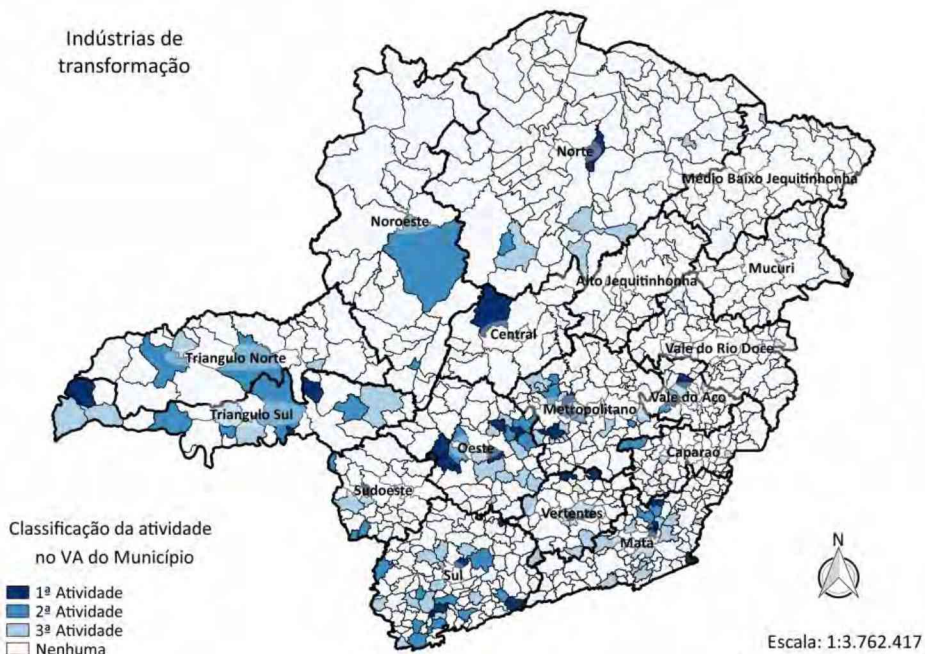 Indústrias de
transformação
Norte
Médio Baixo Jequitinhonha
Noroeste
Mucuri
Alto Jequitinhonha
Central
Vale do Rio Doce
Triangulo Norte
Vale do Aço
Metropolitano
Triangulo Sul
Oeste
Caparaó
Sudoeste
Vertentes
Mata
Sul
Classificação da atividade
no VA do Município
1ª Atividade
2ª Atividade
3ª Atividade
Nenhuma
N
Escala: 1:3.762.417